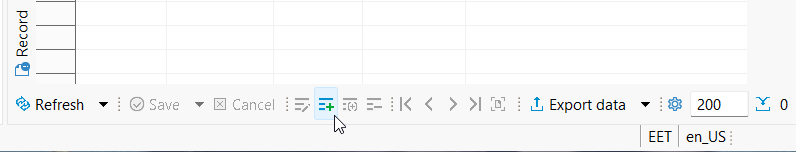 Record
Refresh Save Cancel Export data 200 0
EET en_US